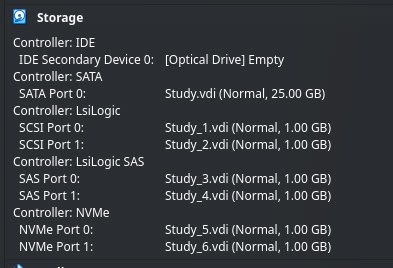 Storage
Controller: IDE
IDE Secondary Device 0: [Optical Drive] Empty
Controller: SATA
SATA Port 0: Study.vdi (Normal, 25.00 GB)
Controller: LsiLogic
SCSI Port 0: Study_1.vdi (Normal, 1.00 GB)
SCSI Port 1: Study_2.vdi (Normal, 1.00 GB)
Controller: LsiLogic SAS
SAS Port 0: Study_3.vdi (Normal, 1.00 GB)
SAS Port 1: Study_4.vdi (Normal, 1.00 GB)
Controller: NVMe
NVMe Port 0: Study_5.vdi (Normal, 1.00 GB)
NVMe Port 1: Study_6.vdi (Normal, 1.00 GB)